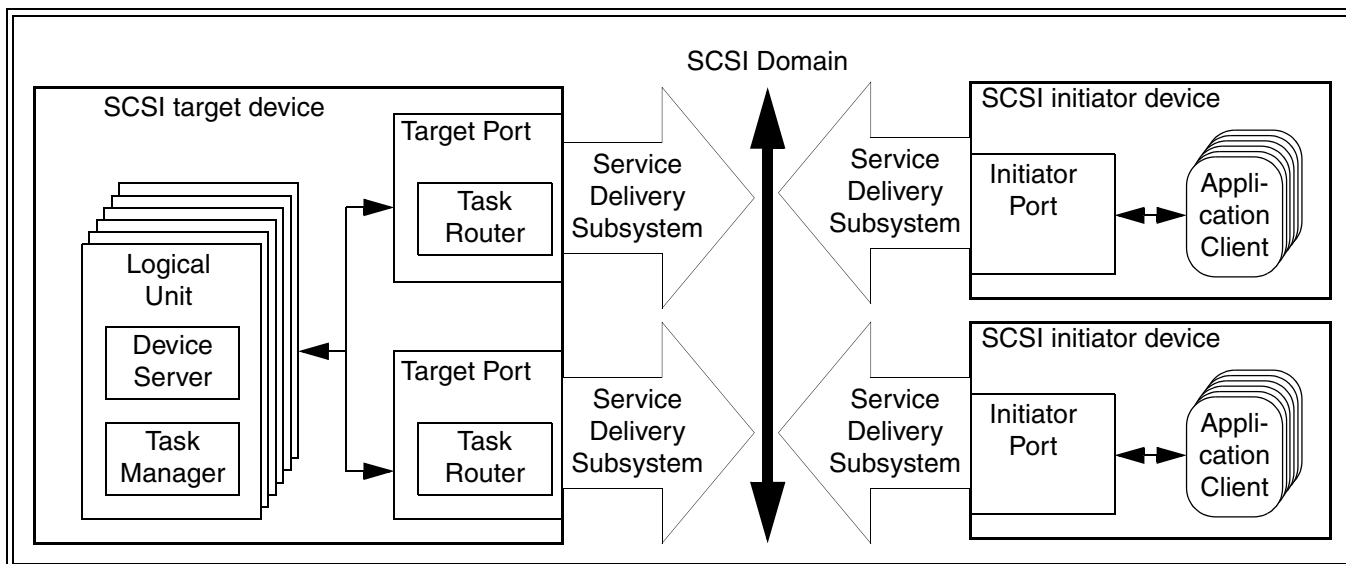 SCSI Domain
SCSI target device
Target Port
Task
Router
Logical
Unit
Device
Server
Task
Manager
Target Port
Task
Router
Service
Delivery
Subsystem
Service
Delivery
Subsystem
Service
Delivery
Subsystem
Service
Delivery
Subsystem
SCSI initiator device
Initiator
Port
Appli-
cation
Client
SCSI initiator device
Initiator
Port
Appli-
cation
Client